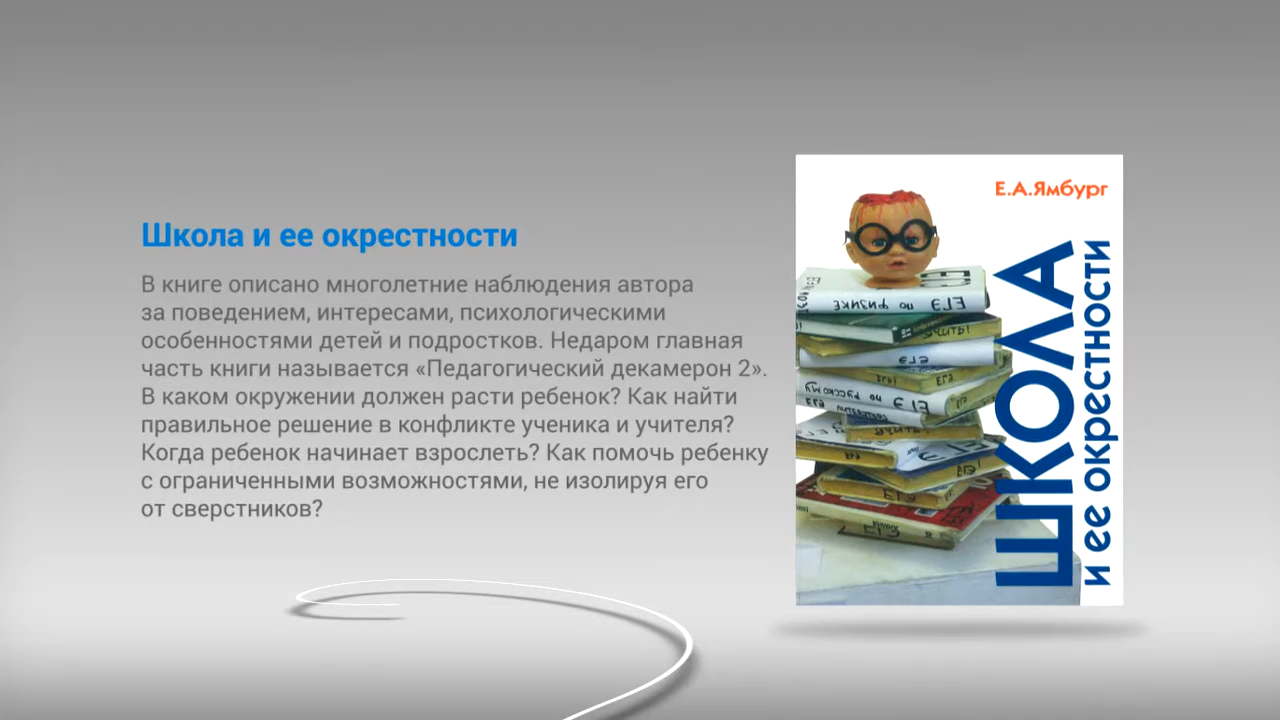 Школа и ее окрестности
В книге описано многолетние наблюдения автора
за поведением, интересами, психологическими
особенностями детей и подростков. Недаром главная
часть книги называется «Педагогический декамерон 2».
В каком окружении должен расти ребенок? Как найти
правильное решение в конфликте ученика и учителя?
Когда ребенок начинает взрослеть? Как помочь ребенку
с ограниченными возможностями, не изолируя его
от сверстников?
Е.А.Ямбург
ШКОЛА
и ее окрестности
ЕГЭ
ЕГЭ по ФИЗИКЕ
ЕГЭ
ЕГЭ
ЕГЭ по РУССКОМУ
ЕГЭ